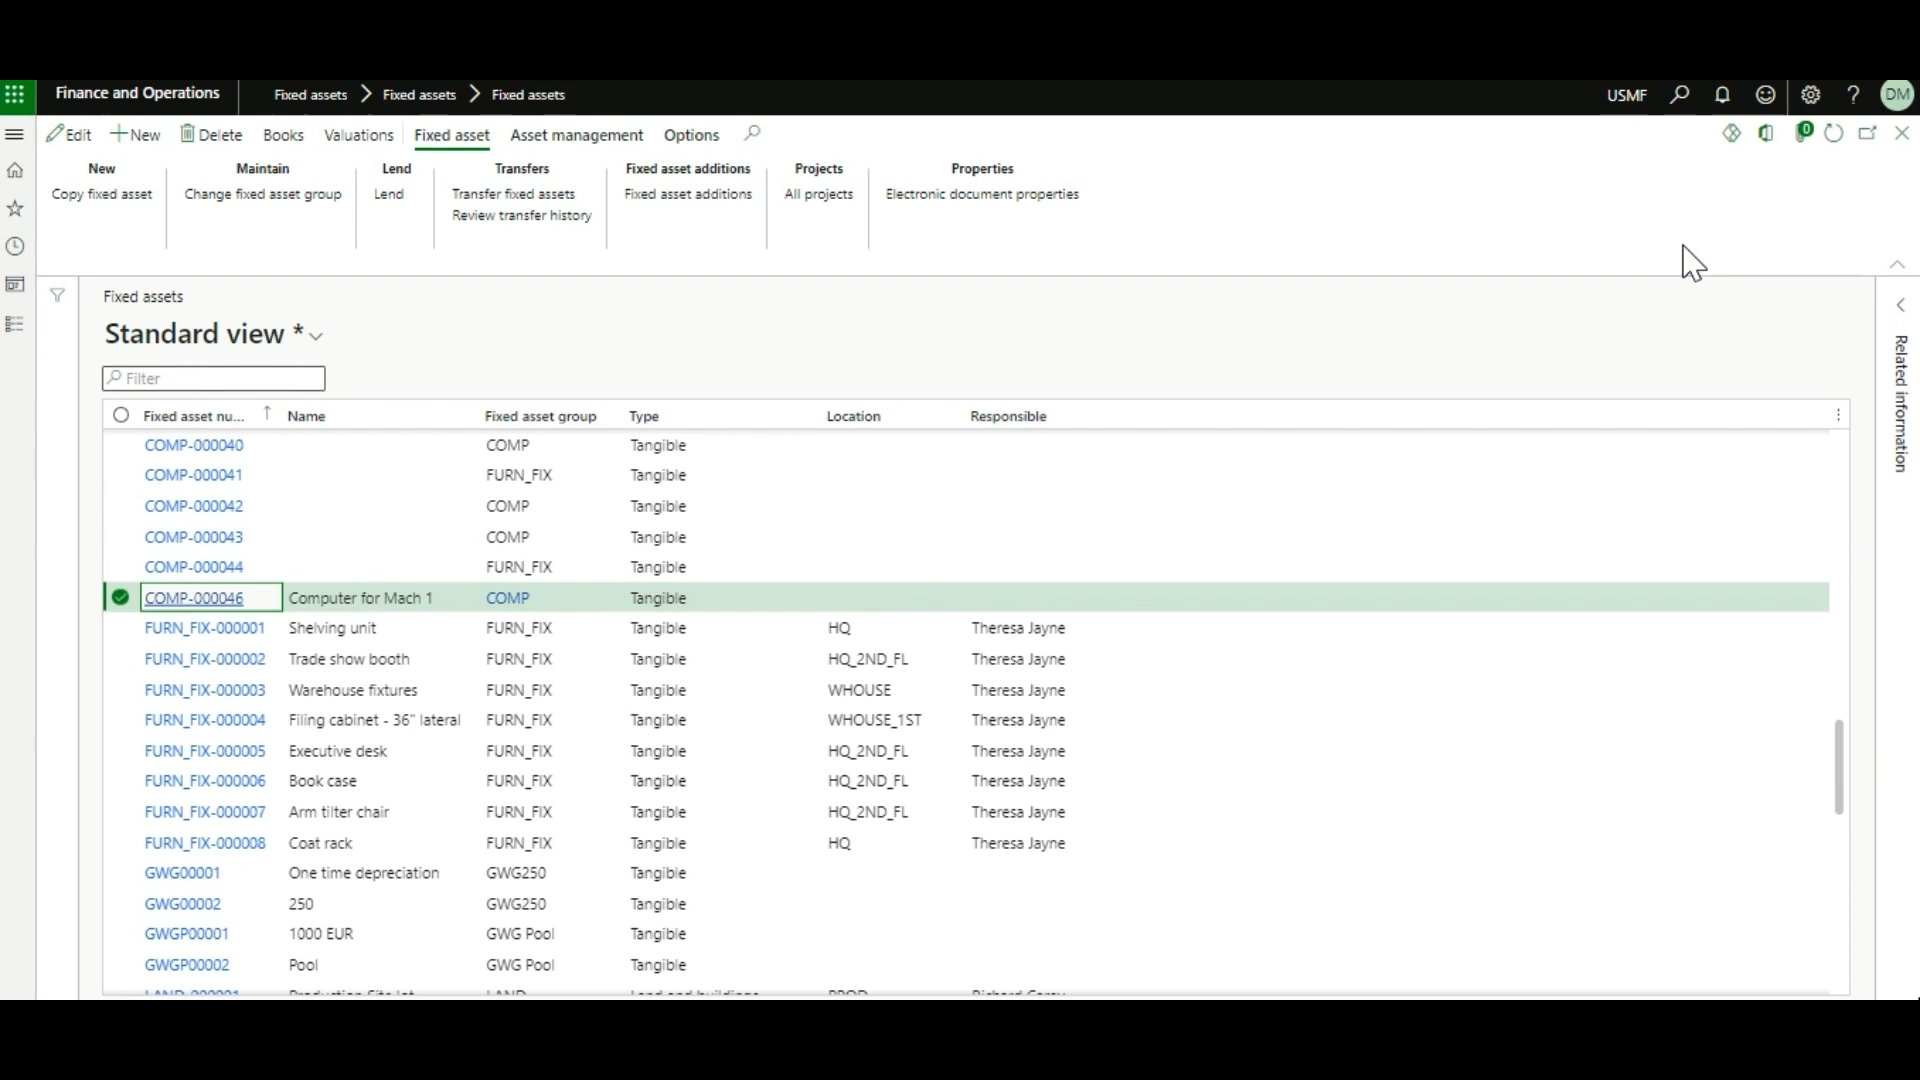 Finance and Operations
Fixed assets
Fixed assets
Fixed assets
USMF
DM
Edit
New
Delete
Books
Valuations
Fixed asset
Asset management
Options
0
New
Maintain
Lend
Transfers
Fixed asset additions
Projects
Properties
Copy fixed asset
Change fixed asset group
Lend
Transfer fixed assets
Fixed asset additions
All projects
Electronic document properties
Review transfer history
Fixed assets
Standard view *
Filter
Related information
Fixed asset nu... Name Fixed asset group Type Location Responsible
COMP-000040 COMP Tangible
COMP-000041 FURN_FIX Tangible
COMP-000042 COMP Tangible
COMP-000043 COMP Tangible
COMP-000044 FURN_FIX Tangible
COMP-000046 Computer for Mach 1 COMP Tangible
FURN_FIX-000001 Shelving unit FURN_FIX Tangible HQ Theresa Jayne
FURN_FIX-000002 Trade show booth FURN_FIX Tangible HQ_2ND_FL Theresa Jayne
FURN_FIX-000003 Warehouse fixtures FURN_FIX Tangible WHOUSE Theresa Jayne
FURN_FIX-000004 Filing cabinet - 36" lateral FURN_FIX Tangible WHOUSE_1ST Theresa Jayne
FURN_FIX-000005 Executive desk FURN_FIX Tangible HQ_2ND_FL Theresa Jayne
FURN_FIX-000006 Book case FURN_FIX Tangible HQ_2ND_FL Theresa Jayne
FURN_FIX-000007 Arm tilter chair FURN_FIX Tangible HQ_2ND_FL Theresa Jayne
FURN_FIX-000008 Coat rack FURN_FIX Tangible HQ Theresa Jayne
GWG00001 One time depreciation GWG250 Tangible
GWG00002 250 GWG250 Tangible
GWGP00001 1000 EUR GWG Pool Tangible
GWGP00002 Pool GWG Pool Tangible